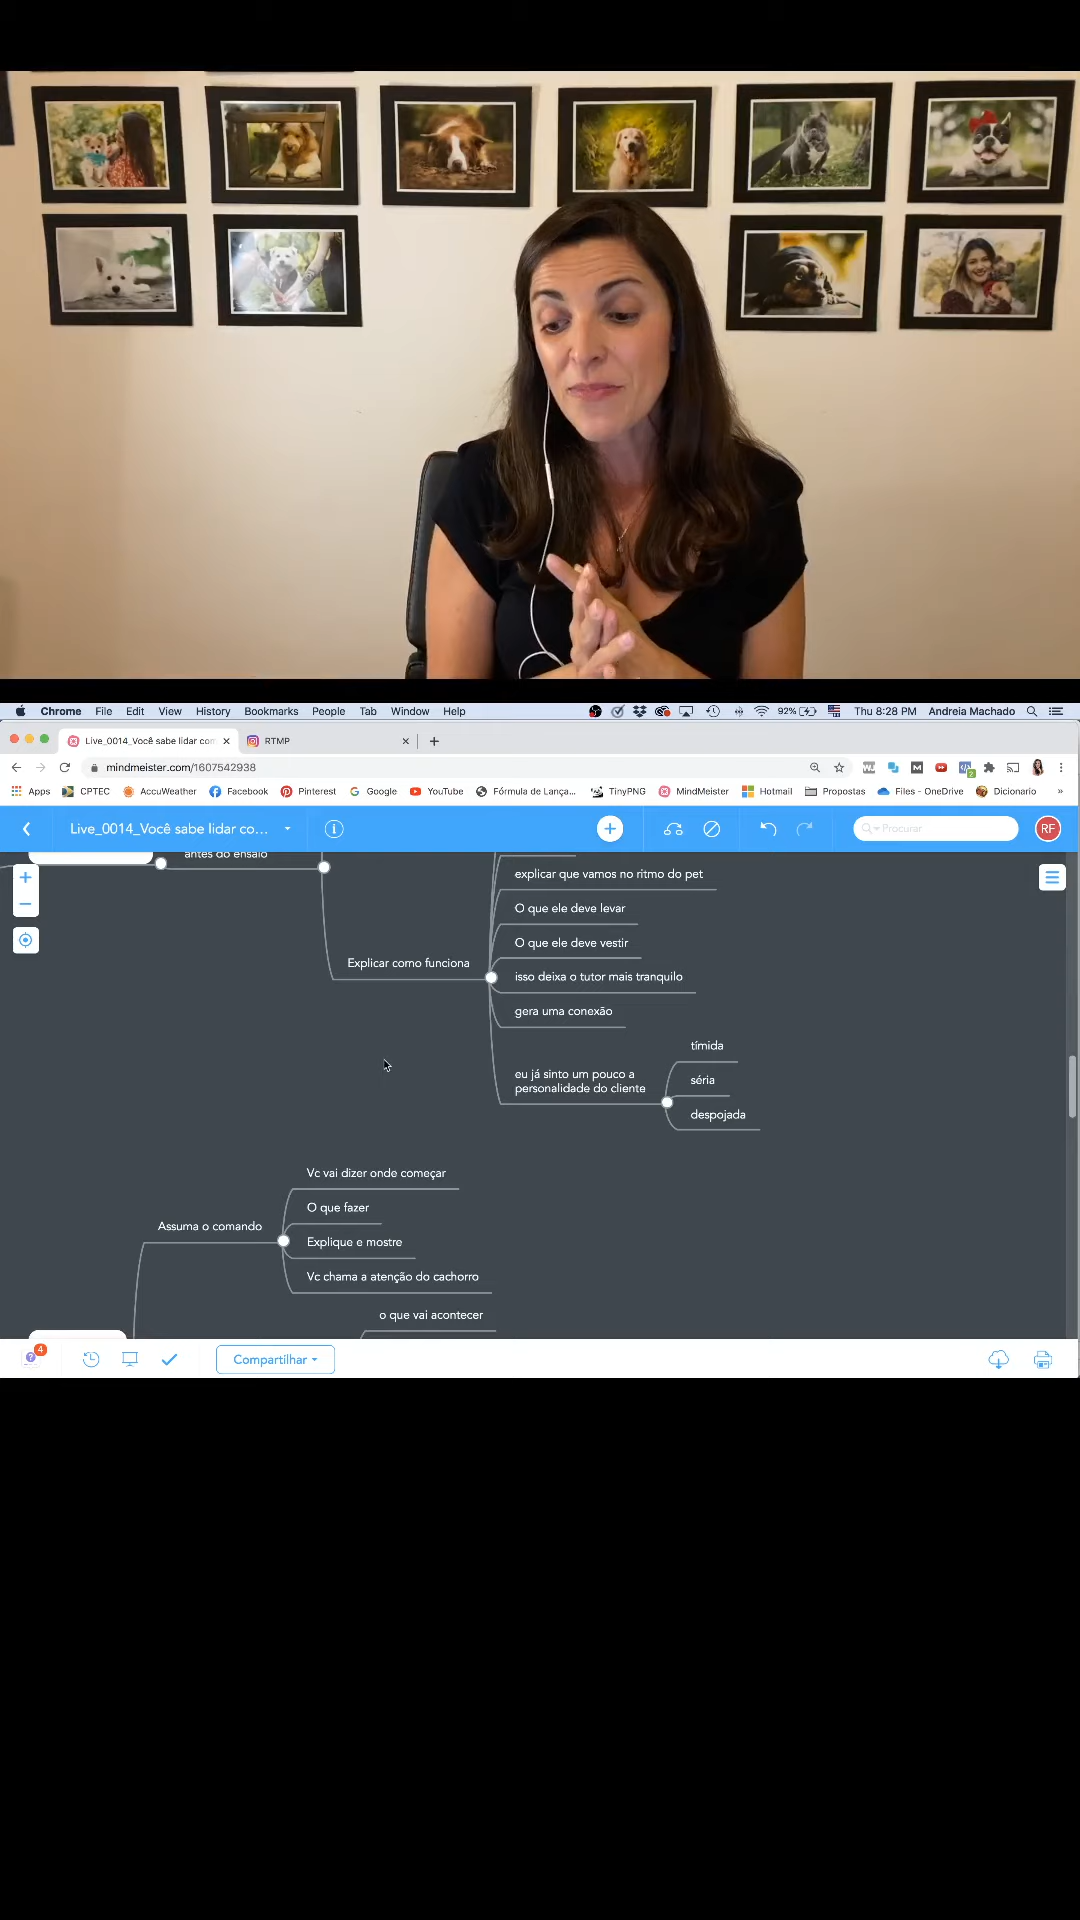 Chrome File Edit View History Bookmarks People Tab Window Help 92% Thu 8:28 PM Andreia Machado
Live_0014_Você sabe lidar com RTMP
mindmeister.com/1607542938
Apps CPTEC AccuWeather Facebook Pinterest Google YouTube Fórmula de Lança... TinyPNG MindMeister Hotmail Propostas Files - OneDrive Dicionario »
Live_0014_Você sabe lidar co... Procurar RF
antes do ensaio
explicar que vamos no ritmo do pet
O que ele deve levar
O que ele deve vestir
Explicar como funciona
isso deixa o tutor mais tranquilo
gera uma conexão
tímida
eu já sinto um pouco a
personalidade do cliente
séria
despojada
Vc vai dizer onde começar
O que fazer
Assuma o comando
Explique e mostre
Vc chama a atenção do cachorro
o que vai acontecer
4
Compartilhar